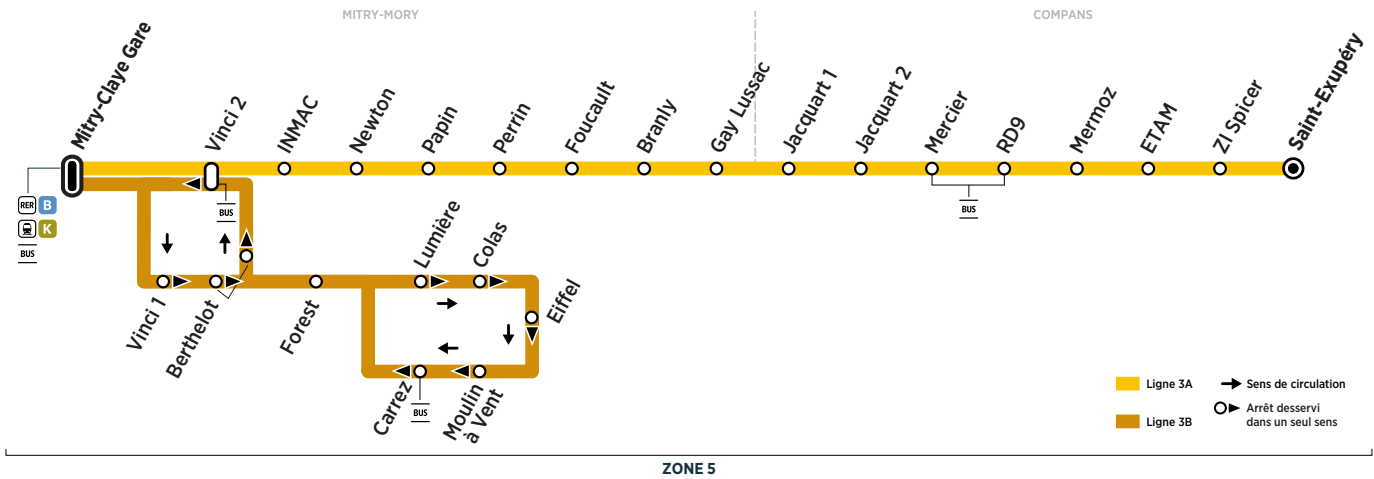 MITRY-MORY
COMPANS
Mitry-Claye Gare
Vinci 2
INMAC
Newton
Papin
Perrin
Foucault
Branly
Gay Lussac
Jacquart 1
Jacquart 2
Mercier
RD9
Mermoz
ETAM
ZI Spicer
Saint-Exupéry
RER B
K
BUS
BUS
BUS
Vinci 1
Berthelot
Forest
Lumière
Colas
Eiffel
Moulin
à Vent
Carrez
BUS
Ligne 3A
Sens de circulation
Ligne 3B
Arrêt desservi
dans un seul sens
ZONE 5